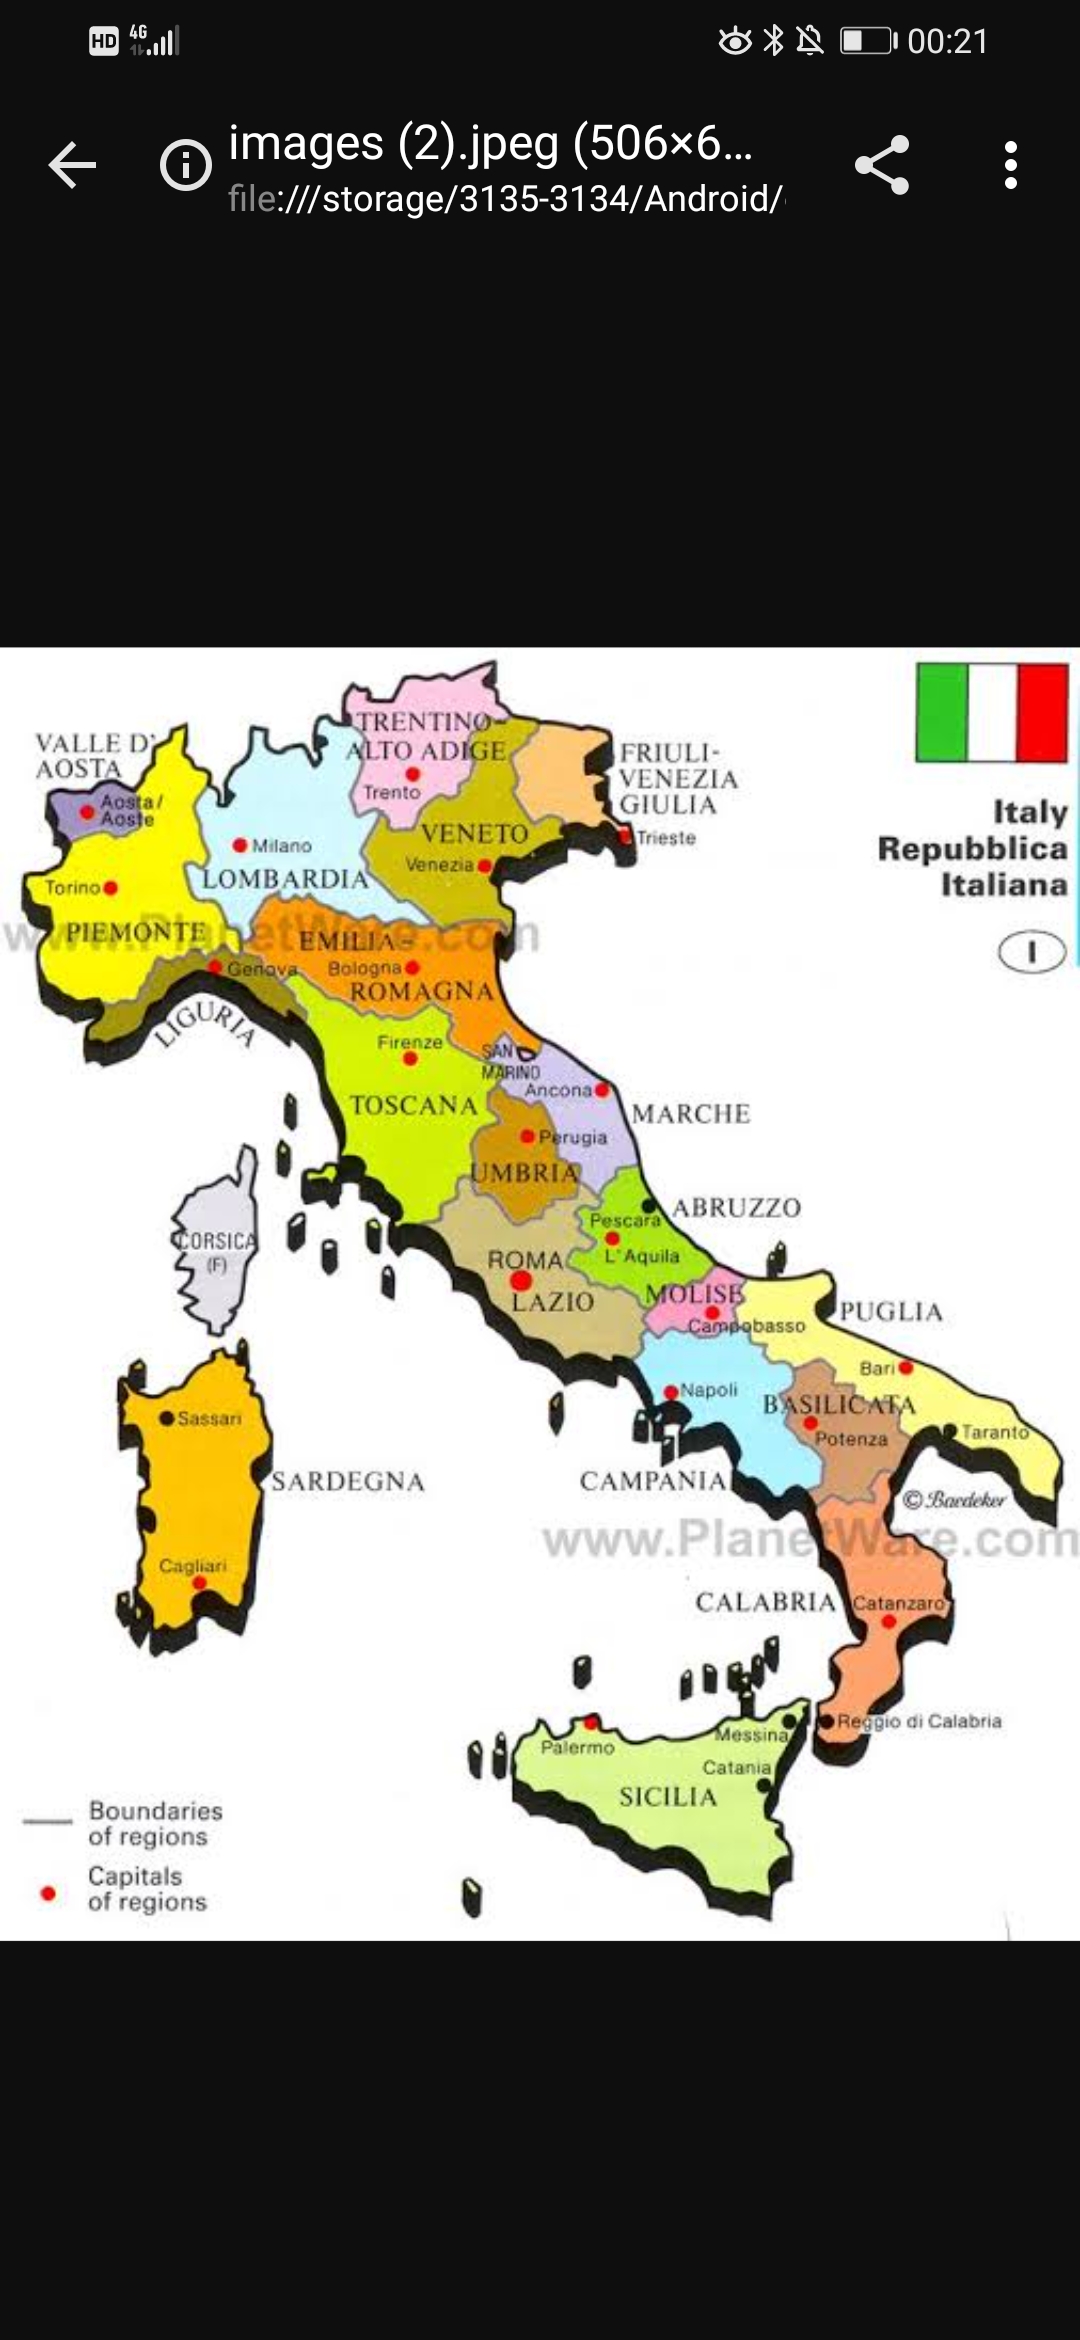 HD 4G 00:21
images (2).jpeg (506×6...
file:///storage/3135-3134/Android/
TRENTINO-
ALTO ADIGE
Trento
VALLE D'
AOSTA
Aosta/
Aoste
FRIULI-
VENEZIA
GIULIA
Trieste
Italy
Repubblica
Italiana
I
Milano
LOMBARDIA
VENETO
Venezia
Torino
PIEMONTE
www.PlanetWare.com
EMILIA-
Bologna
ROMAGNA
Genova
LIGURIA
Firenze
TOSCANA
SAN
MARINO
Ancona
MARCHE
Perugia
UMBRIA
ABRUZZO
Pescara
L'Aquila
CORSICA
(F)
ROMA
LAZIO
MOLISE
Campobasso
PUGLIA
Bari
Napoli
BASILICATA
Potenza
Taranto
Sassari
SARDEGNA
CAMPANIA
© Baedeker
www.PlanetWare.com
Cagliari
CALABRIA
Catanzaro
Reggio di Calabria
Messina
Palermo
Catania
SICILIA
Boundaries
of regions
Capitals
of regions